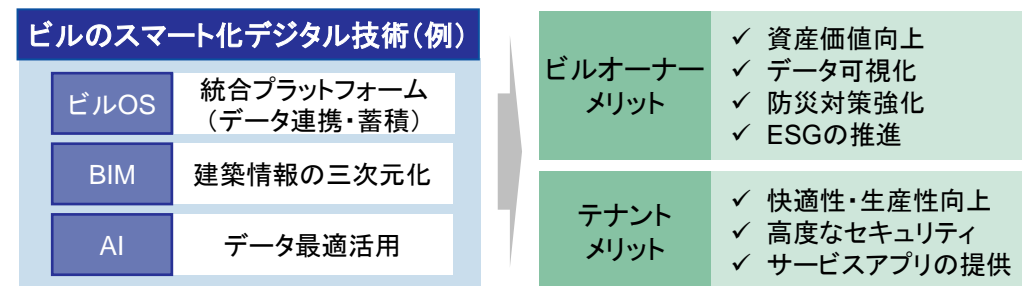 ビルのスマート化デジタル技術(例)
ビルOS
統合プラットフォーム
(データ連携・蓄積)
BIM
建築情報の三次元化
AI
データ最適活用
ビルオーナー
メリット
✓ 資産価値向上
✓ データ可視化
✓ 防災対策強化
✓ ESGの推進
テナント
メリット
✓ 快適性・生産性向上
✓ 高度なセキュリティ
✓ サービスアプリの提供